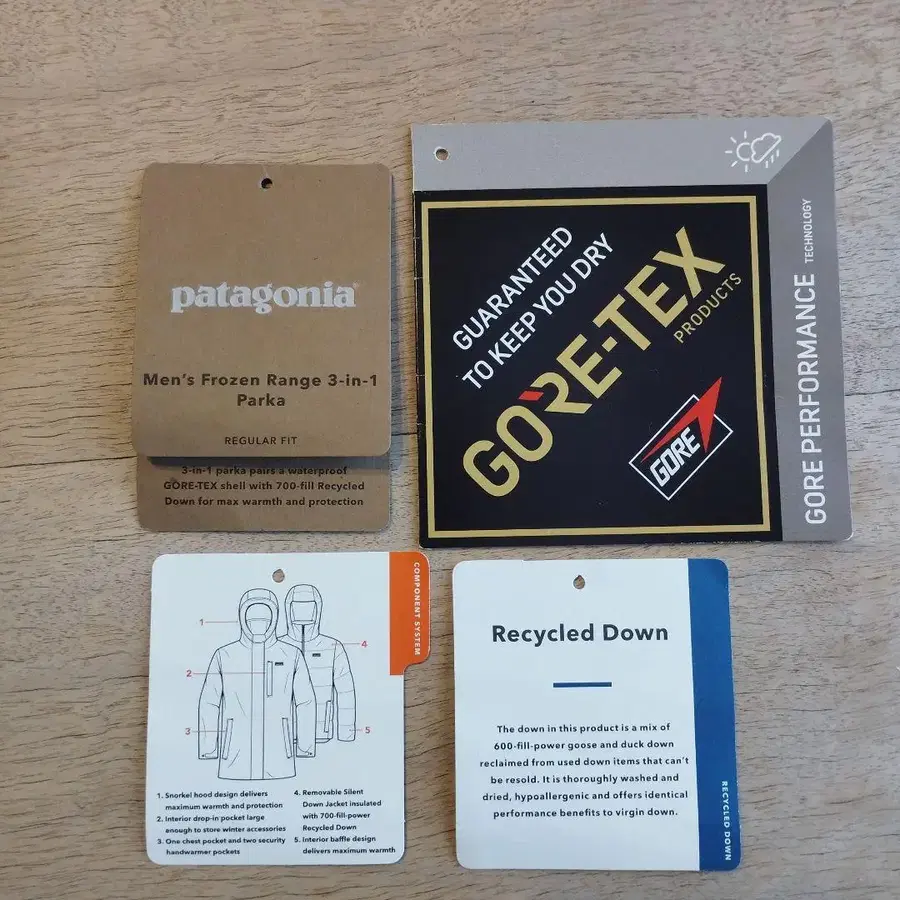 patagonia
Men's Frozen Range 3-in-1
Parka
REGULAR FIT
3-in-1 parka pairs a waterproof
GORE-TEX shell with 700-fill Recycled
Down for max warmth and protection
GUARANTEED
TO KEEP YOU DRY
GORE-TEX
PRODUCTS
GORE
GORE PERFORMANCE TECHNOLOGY
COMPONENT SYSTEM
1
2
3
4
5
1. Snorkel hood design delivers
maximum warmth and protection
2. Interior drop-in pocket large
enough to store winter accessories
3. One chest pocket and two security
handwarmer pockets
4. Removable Silent
Down Jacket insulated
with 700-fill-power
Recycled Down
5. Interior baffle design
delivers maximum warmth
Recycled Down
The down in this product is a mix of
600-fill-power goose and duck down
reclaimed from used down items that can't
be resold. It is thoroughly washed and
dried, hypoallergenic and offers identical
performance benefits to virgin down.
RECYCLED DOWN